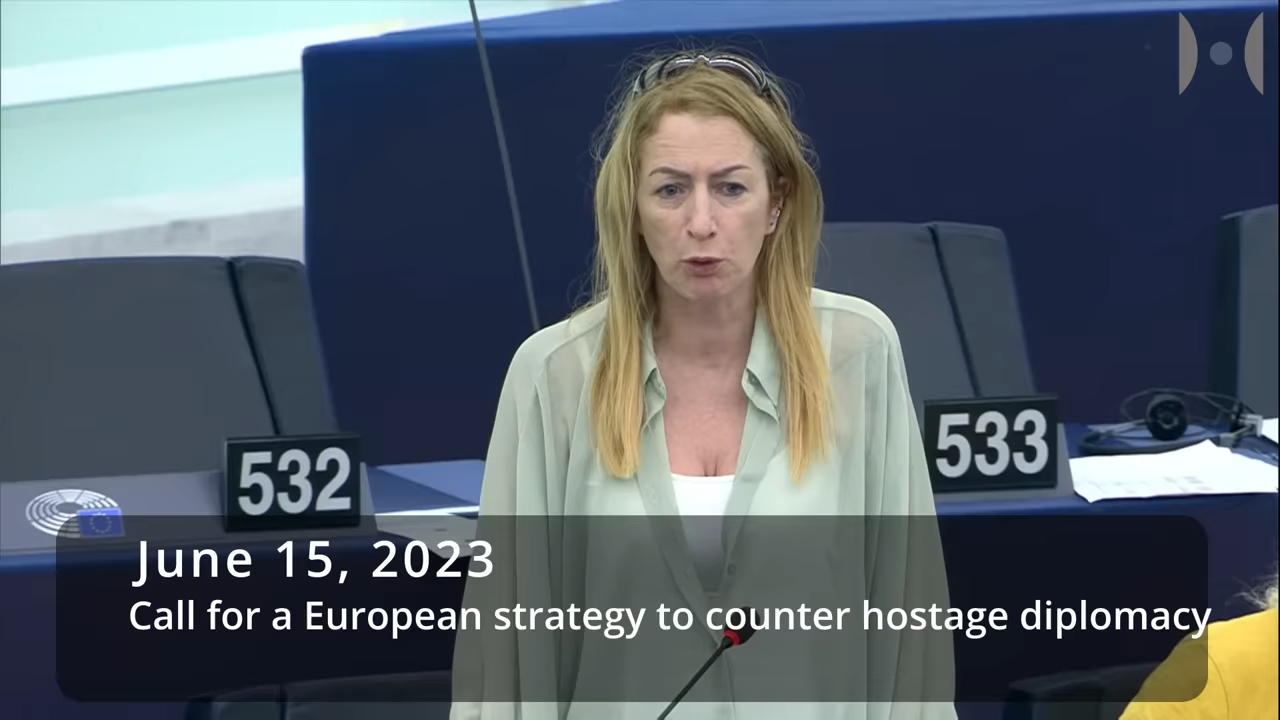 532
533
June 15, 2023
Call for a European strategy to counter hostage diplomacy